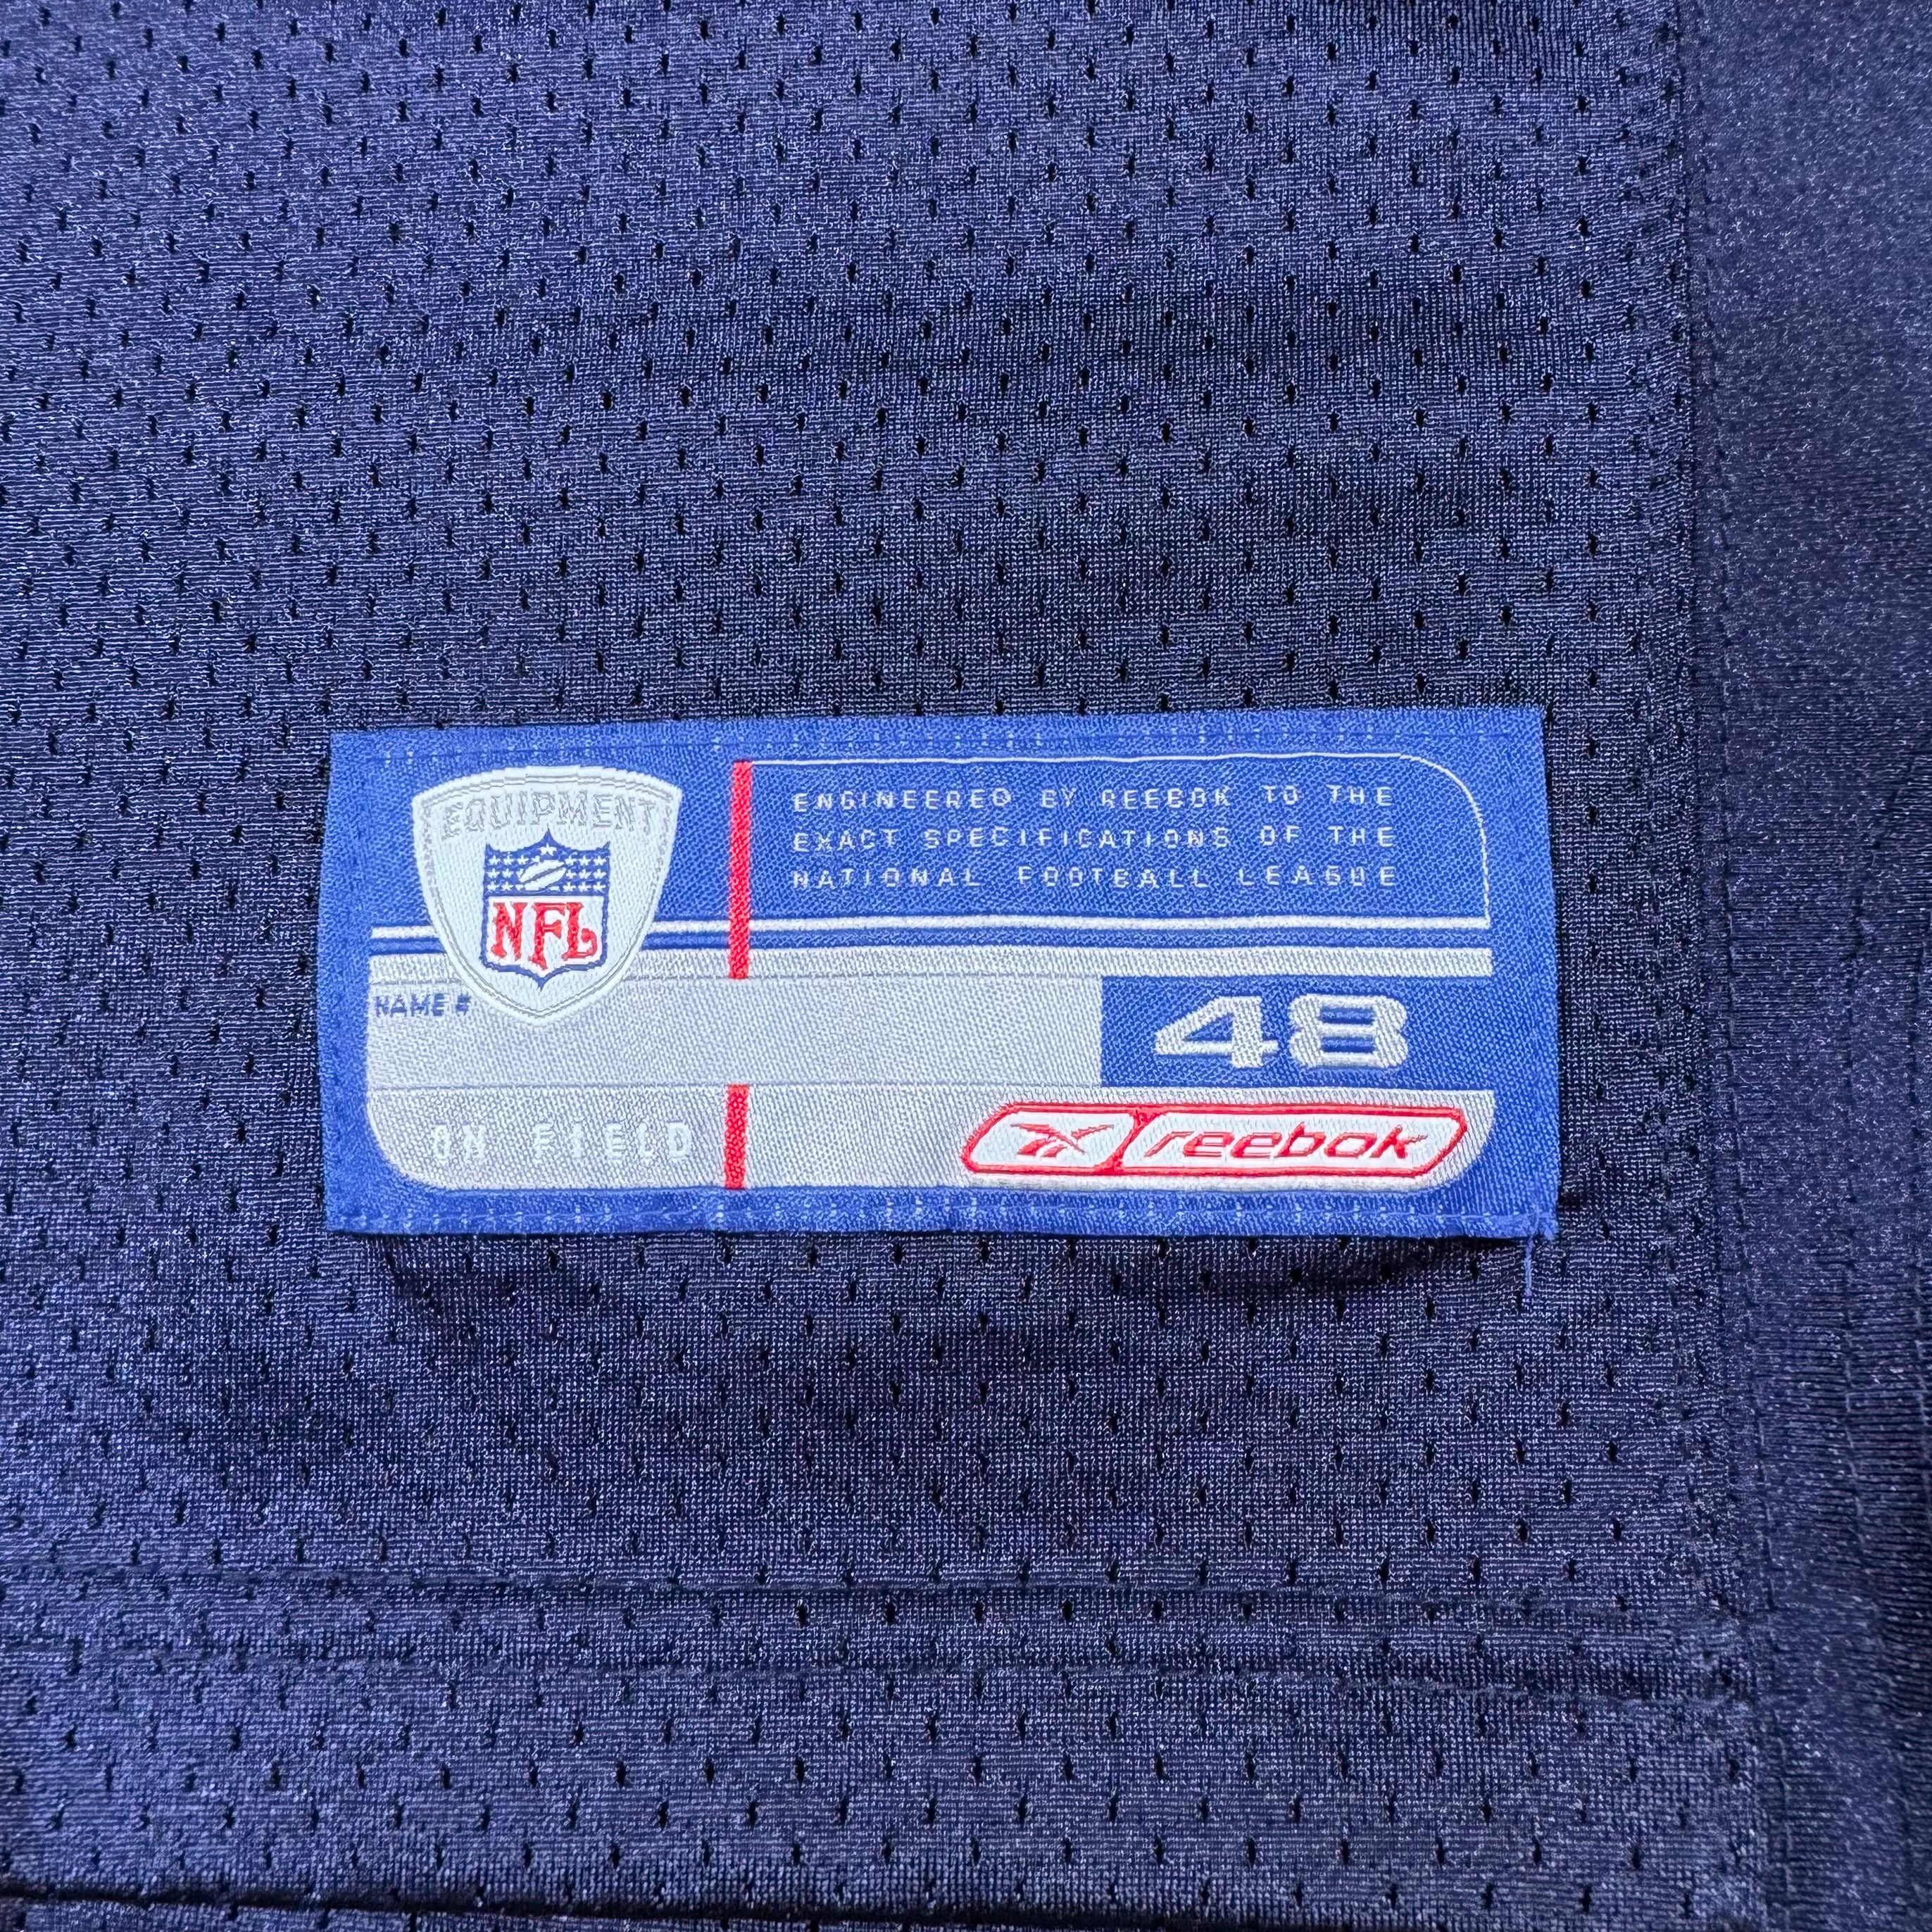 EQUIPMENT
NFL
ENGINEERED BY REEBOK TO THE
EXACT SPECIFICATIONS OF THE
NATIONAL FOOTBALL LEAGUE
NAME #
48
ON FIELD
reebok